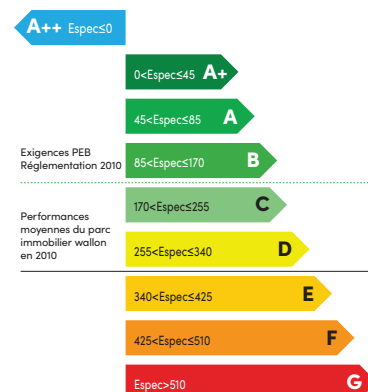 A++ Espec≤0
0<Espec≤45 A+
45<Espec≤85 A
Exigences PEB
Réglementation 2010
85<Espec≤170 B
170<Espec≤255 C
Performances
moyennes du parc
immobilier wallon
en 2010
255<Espec≤340 D
340<Espec≤425 E
425<Espec≤510 F
Espec>510 G